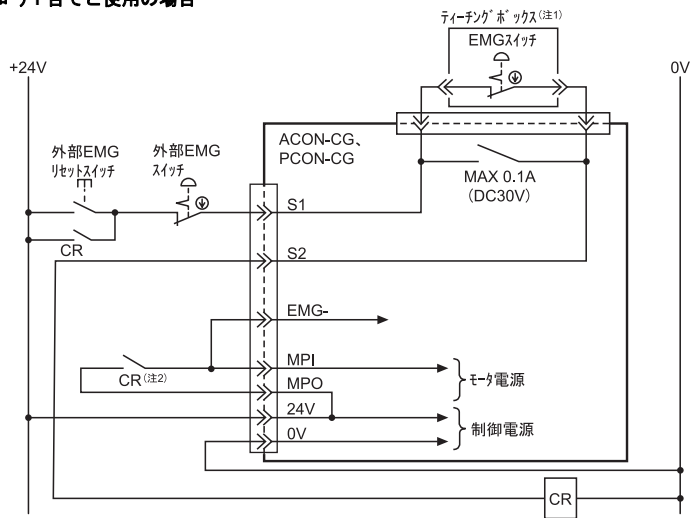 1台でご使用の場合
ティーチングボックス(注1)
EMGスイッチ
+24V
0V
ACON-CG、
PCON-CG
外部EMG
リセットスイッチ
外部EMG
スイッチ
MAX 0.1A
(DC30V)
S1
CR
S2
EMG-
MPI
CR(注2)
MPO
モータ電源
24V
制御電源
0V
CR